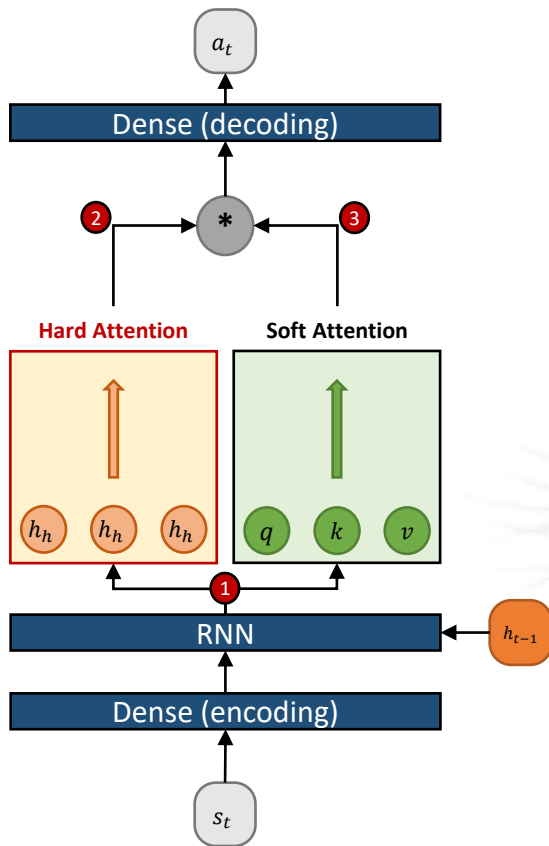 a_t
Dense (decoding)
2
*
3
Hard Attention
Soft Attention
h_h h_h h_h
q k v
1
RNN
h_{t-1}
Dense (encoding)
s_t